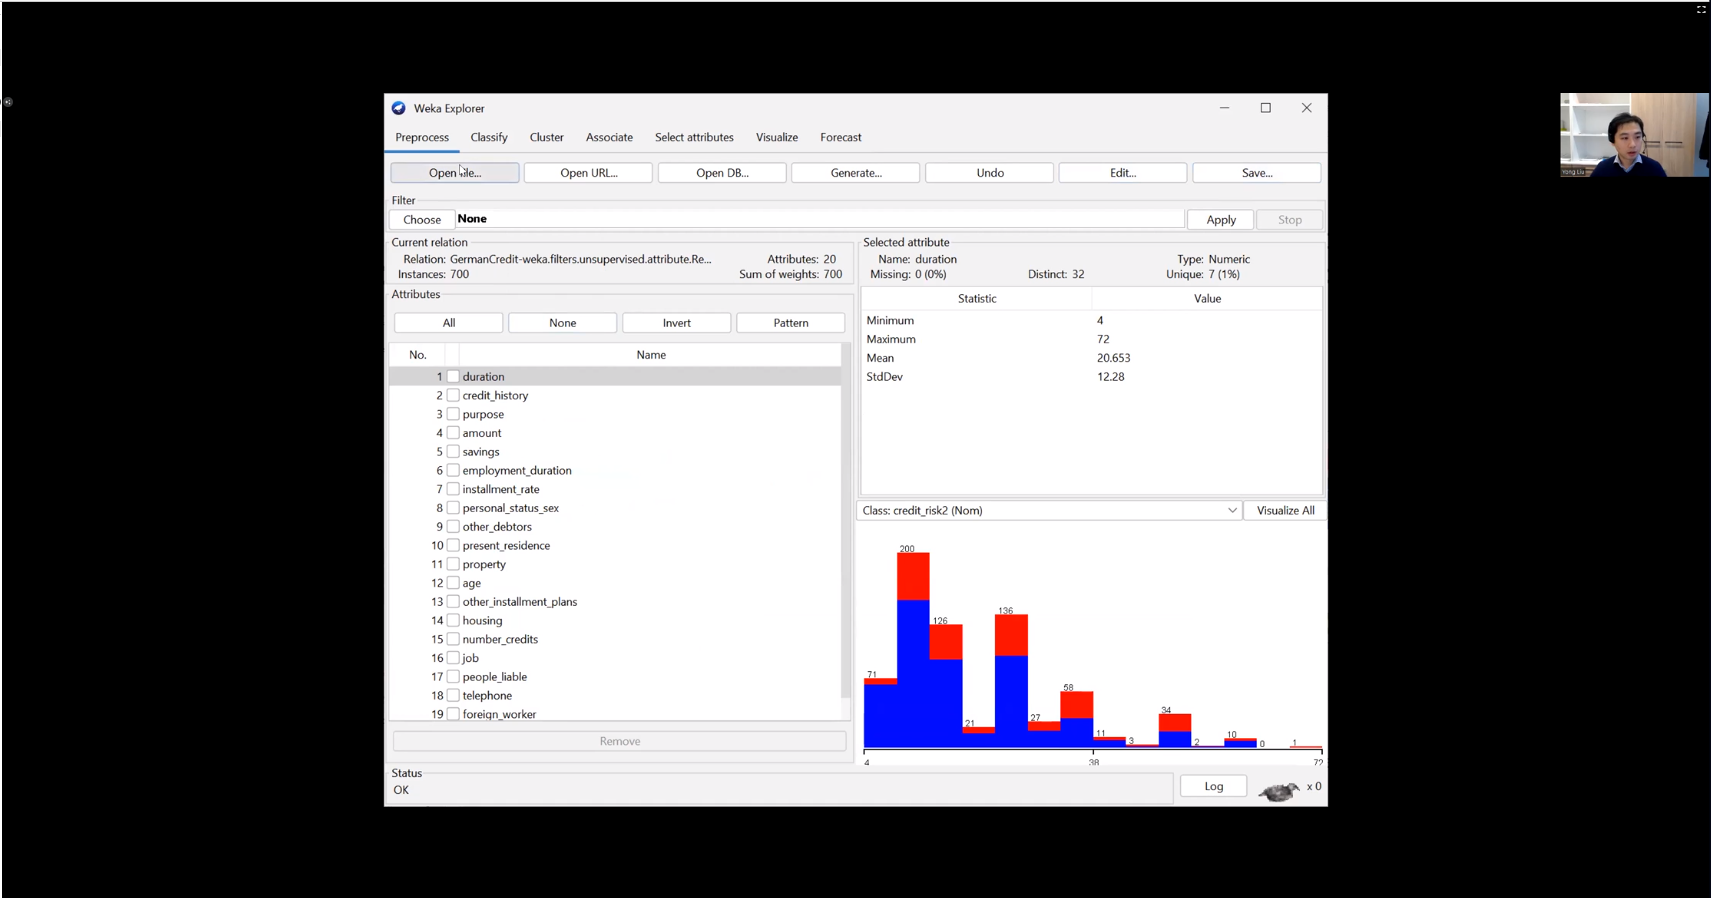 Weka Explorer
Preprocess Classify Cluster Associate Select attributes Visualize Forecast
Open file... Open URL... Open DB... Generate... Undo Edit... Save...
Filter
Choose None Apply Stop
Current relation
Relation: GermanCredit-weka.filters.unsupervised.attribute.Re... Attributes: 20
Instances: 700 Sum of weights: 700
Selected attribute
Name: duration Type: Numeric
Missing: 0 (0%) Distinct: 32 Unique: 7 (1%)
Attributes
All None Invert Pattern
No. Name
1 duration
2 credit_history
3 purpose
4 amount
5 savings
6 employment_duration
7 installment_rate
8 personal_status_sex
9 other_debtors
10 present_residence
11 property
12 age
13 other_installment_plans
14 housing
15 number_credits
16 job
17 people_liable
18 telephone
19 foreign_worker
Remove
Statistic Value
Minimum 4
Maximum 72
Mean 20.653
StdDev 12.28
Class: credit_risk2 (Nom) Visualize All
71 200 126 21 136 27 58 11 3 34 2 10 0 1
4 38 72
Status
OK
Log x 0
Yong Liu